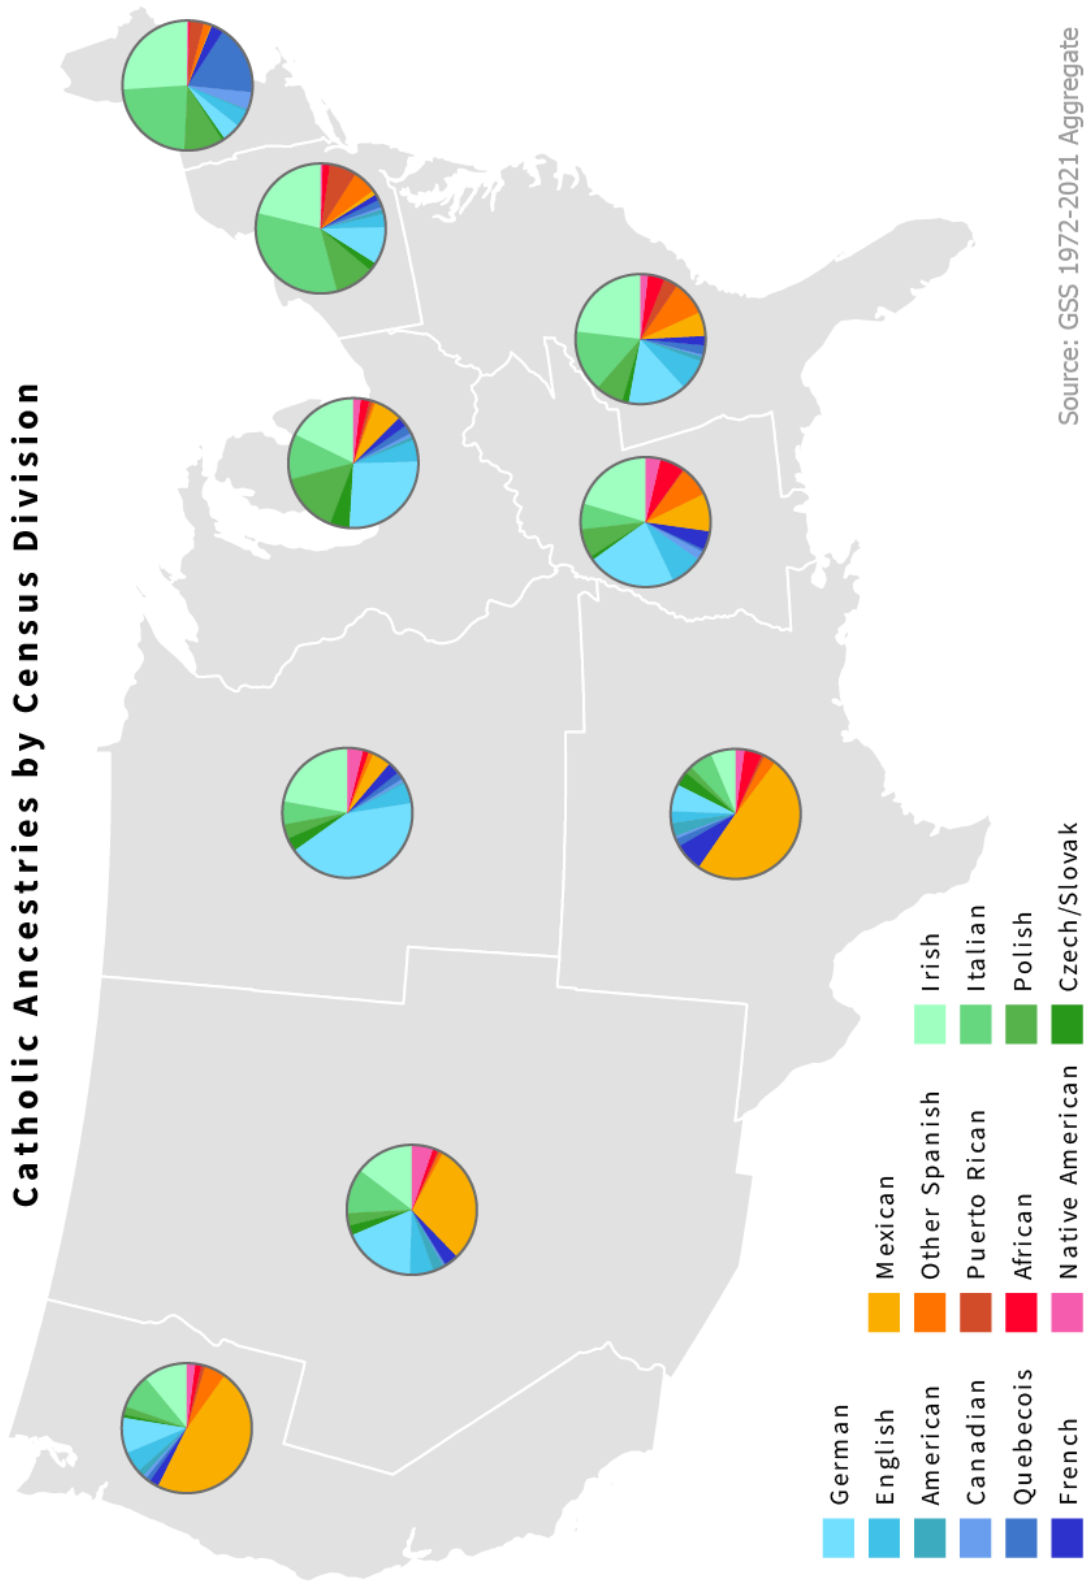 Catholic Ancestries by Census Division
German
English
American
Canadian
Quebecois
French
Mexican
Other Spanish
Puerto Rican
African
Native American
Irish
Italian
Polish
Czech/Slovak
Source: GSS 1972-2021 Aggregate